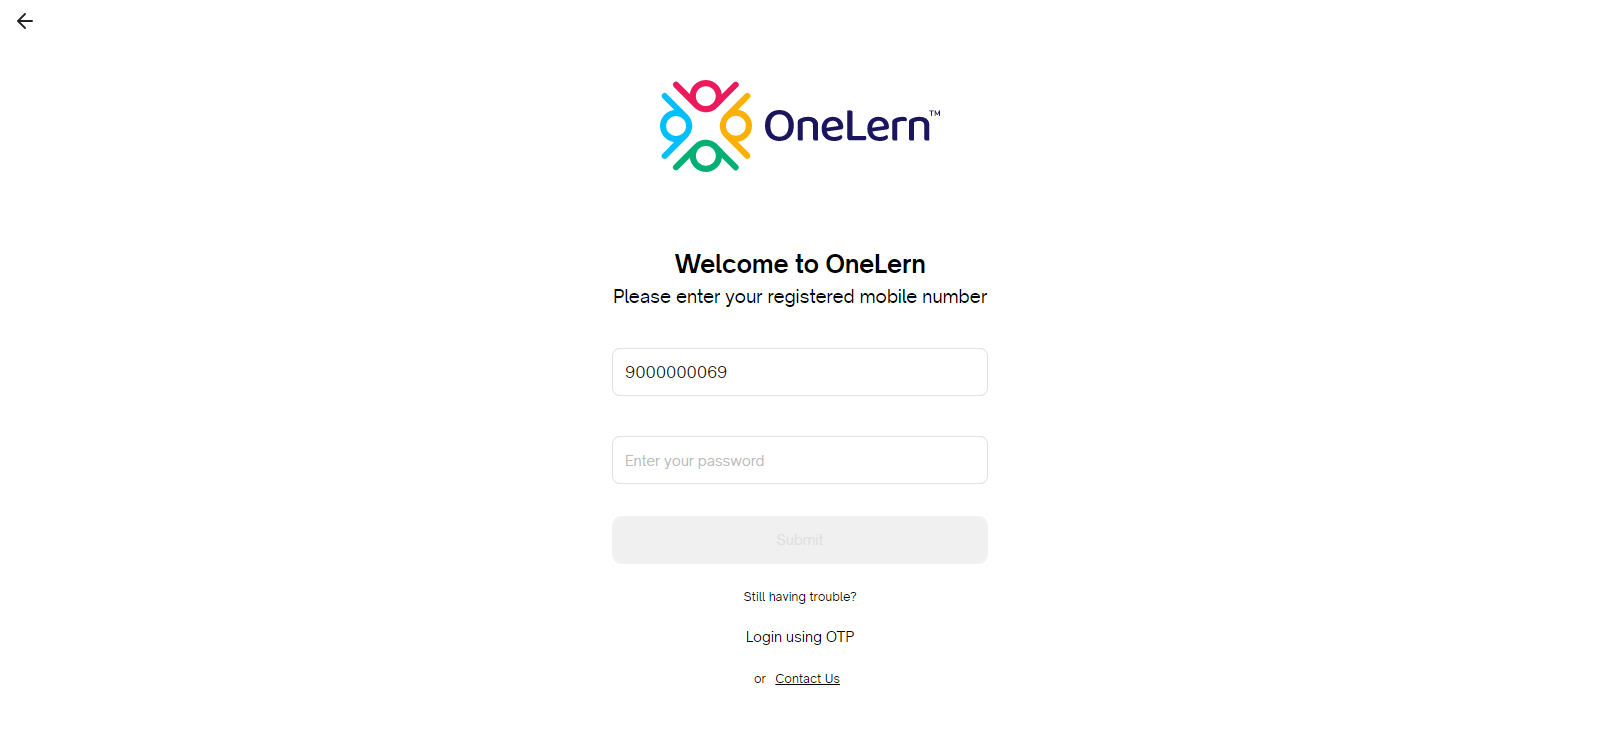 OneLern™
Welcome to OneLern
Please enter your registered mobile number
9000000069
Enter your password
Submit
Still having trouble?
Login using OTP
or Contact Us